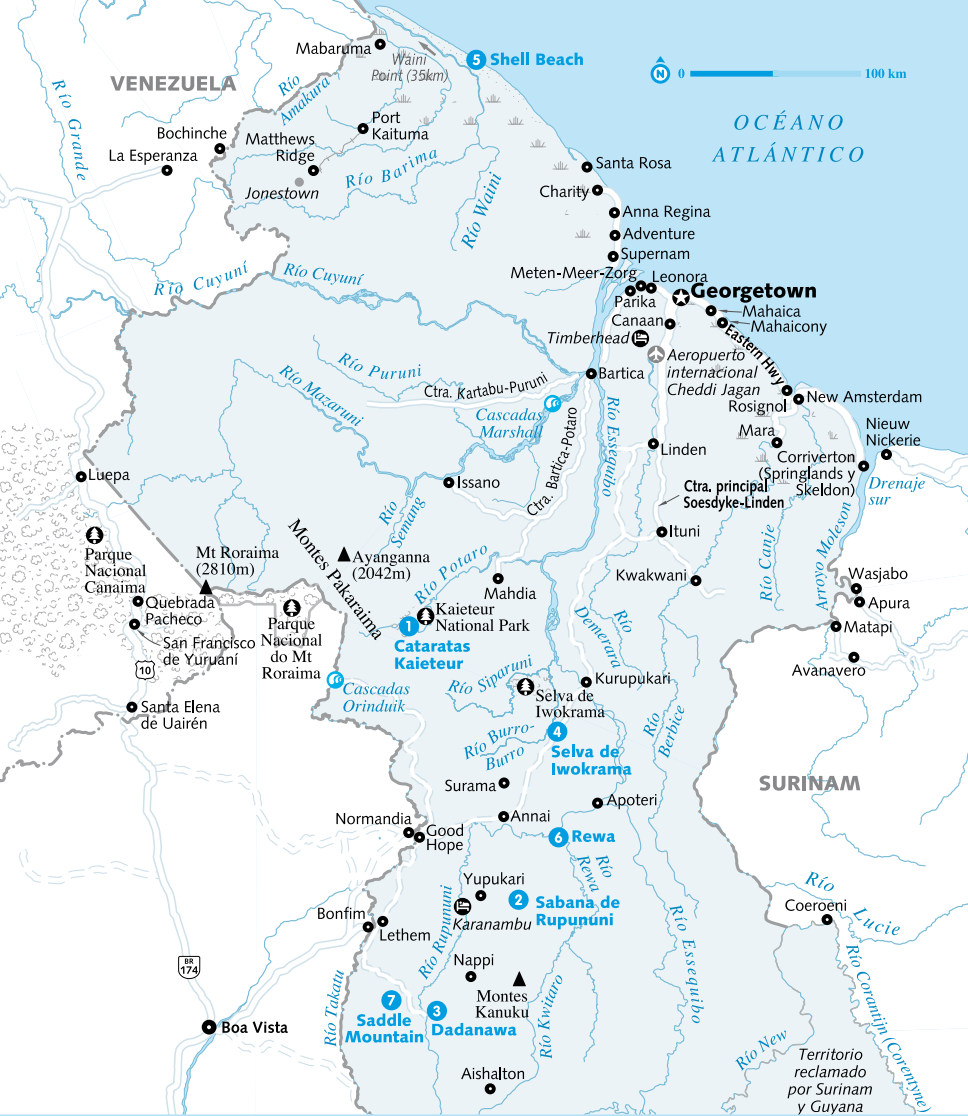 Mabaruma
Waini
Point (35km)
5 Shell Beach
N 0 100 km
VENEZUELA
Río
Amakura
Río Grande
OCÉANO
ATLÁNTICO
Port
Kaituma
Bochinche
Matthews
Ridge
La Esperanza
Jonestown
Río Barima
Río Waini
Santa Rosa
Charity
Anna Regina
Adventure
Supernam
Río Cuyuní
Río Cuyuní
Meten-Meer-Zorg
Leonora
Georgetown
Parika
Mahaica
Canaan
Mahaicony
Timberhead
Eastern Hwy
Aeropuerto
internacional
Cheddi Jagan
Río Puruni
Río Mazaruni
Ctra. Kartabu-Puruni
Bartica
Cascadas
Marshall
Río Essequibo
Ctra. Bartica-Potaro
New Amsterdam
Rosignol
Mara
Nieuw
Nickerie
Linden
Corriverton
(Springlands y
Skeldon)
Drenaje
sur
Luepa
Issano
Ctra. principal
Soesdyke-Linden
Río
Semang
Ituni
Río Canje
Arroyo Moleson
Parque
Nacional
Canaima
Mt Roraima
(2810m)
Montes Pakaraima
Ayanganna
(2042m)
Río Potaro
Mahdia
Kwakwani
Wasjabo
Apura
Quebrada
Pacheco
Parque
Nacional
do Mt
Roraima
Kaieteur
National Park
1
Cataratas
Kaieteur
Río
Demerara
Matapi
San Francisco
de Yuruaní
10
Avanavero
Cascadas
Orinduik
Río Siparuni
Selva de
Iwokrama
Kurupukari
Santa Elena
de Uairén
Río
Berbice
Río Burro-
Burro
4
Selva de
Iwokrama
Surama
SURINAM
Apoteri
Normandia
Good
Hope
Annai
6 Rewa
Río
Rewa
Yupukari
2 Sabana de
Rupununi
Río
Lucie
Coeroeni
Bonfim
Lethem
Karanambu
Río Rupununi
Río Essequibo
BR
174
Nappi
Montes
Kanuku
Río Kwitaro
Río Takatu
7
Saddle
Mountain
3
Dadanawa
Boa Vista
Río Corantijn (Corentyne)
Río New
Aishalton
Territorio
reclamado
por Surinam
y Guyana